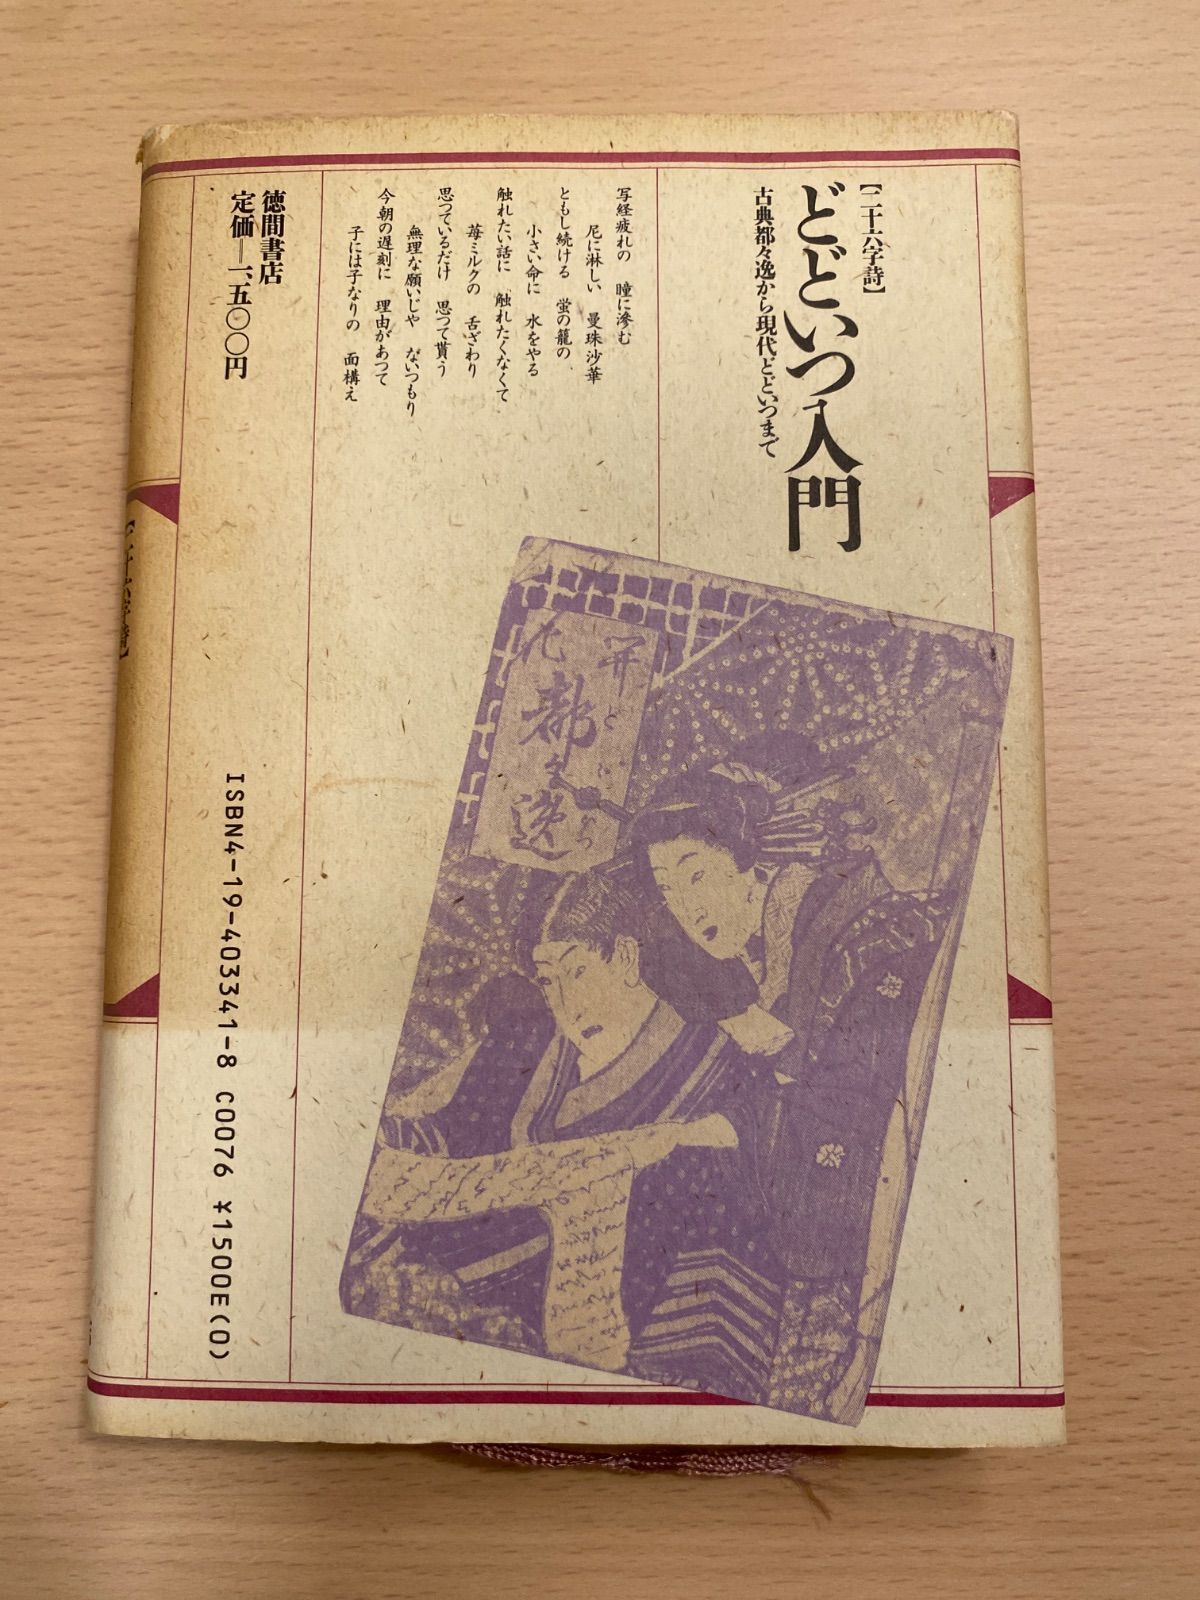 【二十六字詩】
どどいつ入門
古典都々逸から現代どどいつまで
写経疲れの　瞳に滲む
尼に淋しい　曼珠沙華
ともし続ける　蛍の籠の
小さい命に　水をやる
触れたい話に　触れたくなくて
苺ミルクの　舌ざわり
思っているだけ　思って貰う
無理な願いじゃ　ないつもり
今朝の遅刻に　理由があって
子には子なりの　面構え
徳間書店
定価＝一、五〇〇円
ISBN4-19-403341-8 C0076 ¥1500E(0)
【二十六字詩】
都々逸